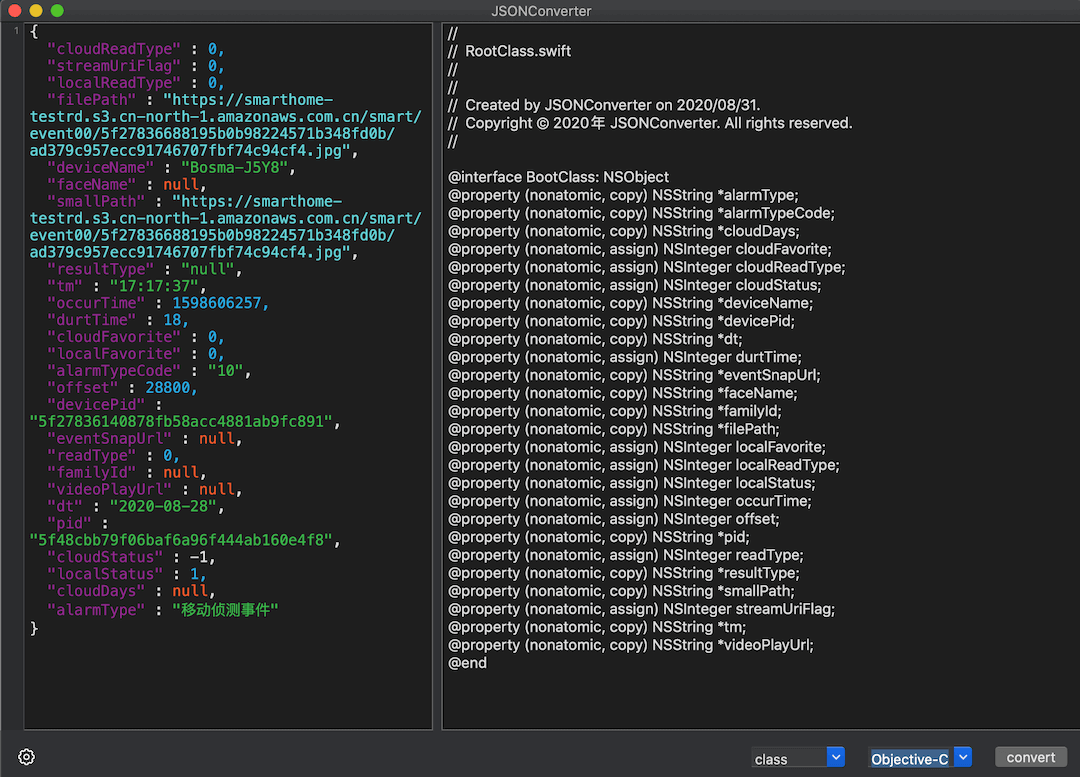 JSONConverter
1
{
"cloudReadType" : 0,
"streamUriFlag" : 0,
"localReadType" : 0,
"filePath" : "https://smarthome-
testrd.s3.cn-north-1.amazonaws.com.cn/smart/
event00/5f27836688195b0b98224571b348fd0b/
ad379c957ecc91746707fbf74c94cf4.jpg",
"deviceName" : "Bosma-J5Y8",
"faceName" : null,
"smallPath" : "https://smarthome-
testrd.s3.cn-north-1.amazonaws.com.cn/smart/
event00/5f27836688195b0b98224571b348fd0b/
ad379c957ecc91746707fbf74c94cf4.jpg",
"resultType" : "null",
"tm" : "17:17:37",
"occurTime" : 1598606257,
"durtTime" : 18,
"cloudFavorite" : 0,
"localFavorite" : 0,
"alarmTypeCode" : "10",
"offset" : 28800,
"devicePid" :
"5f27836140878fb58acc4881ab9fc891",
"eventSnapUrl" : null,
"readType" : 0,
"familyId" : null,
"videoPlayUrl" : null,
"dt" : "2020-08-28",
"pid" :
"5f48cbb79f06baf6a96f444ab160e4f8",
"cloudStatus" : -1,
"localStatus" : 1,
"cloudDays" : null,
"alarmType" : "移动侦测事件"
}
//
// RootClass.swift
//
//
// Created by JSONConverter on 2020/08/31.
// Copyright © 2020年 JSONConverter. All rights reserved.
//
@interface BootClass: NSObject
@property (nonatomic, copy) NSString *alarmType;
@property (nonatomic, copy) NSString *alarmTypeCode;
@property (nonatomic, copy) NSString *cloudDays;
@property (nonatomic, assign) NSInteger cloudFavorite;
@property (nonatomic, assign) NSInteger cloudReadType;
@property (nonatomic, assign) NSInteger cloudStatus;
@property (nonatomic, copy) NSString *deviceName;
@property (nonatomic, copy) NSString *devicePid;
@property (nonatomic, copy) NSString *dt;
@property (nonatomic, assign) NSInteger durtTime;
@property (nonatomic, copy) NSString *eventSnapUrl;
@property (nonatomic, copy) NSString *faceName;
@property (nonatomic, copy) NSString *familyId;
@property (nonatomic, copy) NSString *filePath;
@property (nonatomic, assign) NSInteger localFavorite;
@property (nonatomic, assign) NSInteger localReadType;
@property (nonatomic, assign) NSInteger localStatus;
@property (nonatomic, assign) NSInteger occurTime;
@property (nonatomic, assign) NSInteger offset;
@property (nonatomic, copy) NSString *pid;
@property (nonatomic, assign) NSInteger readType;
@property (nonatomic, copy) NSString *resultType;
@property (nonatomic, copy) NSString *smallPath;
@property (nonatomic, assign) NSInteger streamUriFlag;
@property (nonatomic, copy) NSString *tm;
@property (nonatomic, copy) NSString *videoPlayUrl;
@end
class
Objective-C
convert